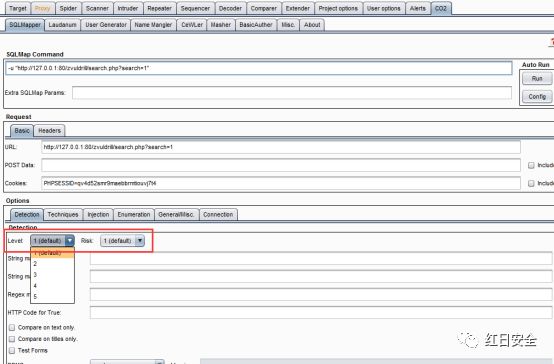 Target Proxy Spider Scanner Intruder Repeater Sequencer Decoder Comparer Extender Project options User options Alerts CO2
SQLMapper Laudanum User Generator Name Mangler CeWLer Masher BasicAuther Misc. About
SQLMap Command
-u "http://127.0.0.1:80/zvuldrill/search.php?search=1"
Auto Run
Run
Extra SQLMap Params:
Config
Request
Basic Headers
URL: http://127.0.0.1:80/zvuldrill/search.php?search=1
POST Data: Include
Cookies: Include
Options
Detection Techniques Injection Enumeration General/Misc. Connection
Detection
Level 1 (default) Risk: 1 (default)
1 (default)
String ma
2
3
String ma
4
Regex m
5
HTTP Code for True:
Compare on text only.
Compare on titles only.
Test Forms
红日安全